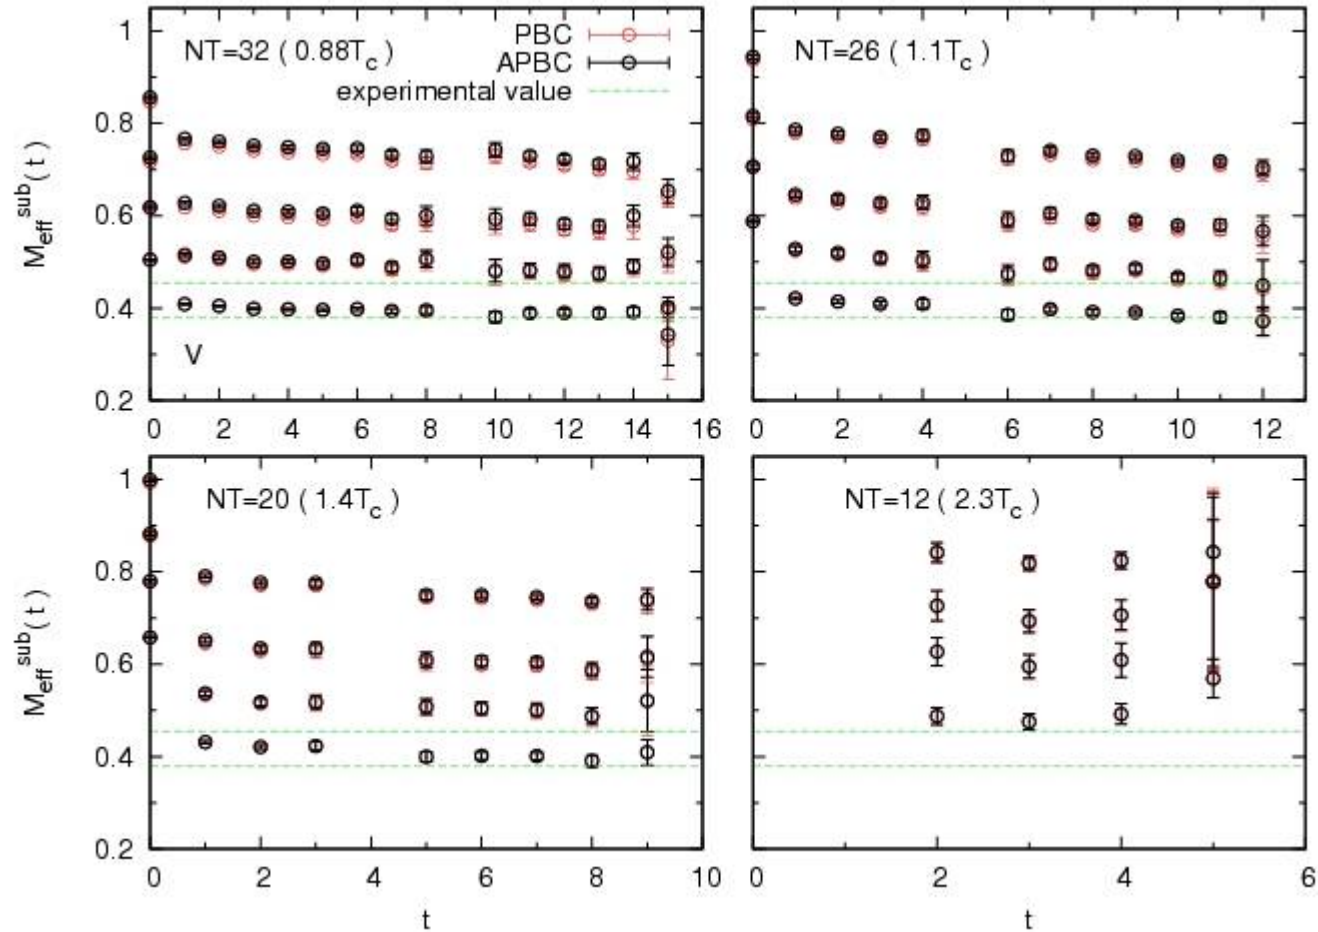 NT=32 ( 0.88T_c )
PBC
APBC
experimental value
V
M_eff^sub ( t )
1
0.8
0.6
0.4
0.2
0 2 4 6 8 10 12 14 16
NT=26 ( 1.1T_c )
0 2 4 6 8 10 12
NT=20 ( 1.4T_c )
M_eff^sub ( t )
1
0.8
0.6
0.4
0.2
0 2 4 6 8 10
t
NT=12 ( 2.3T_c )
0 2 4 6
t